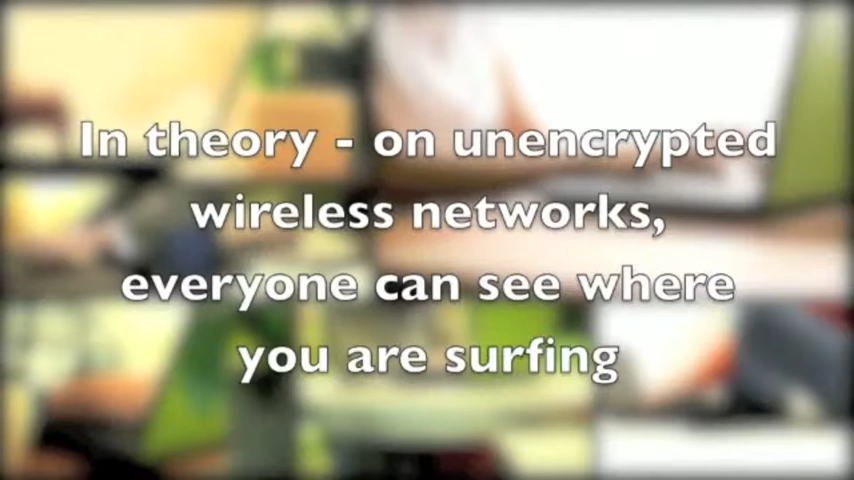 In theory - on unencrypted
wireless networks,
everyone can see where
you are surfing